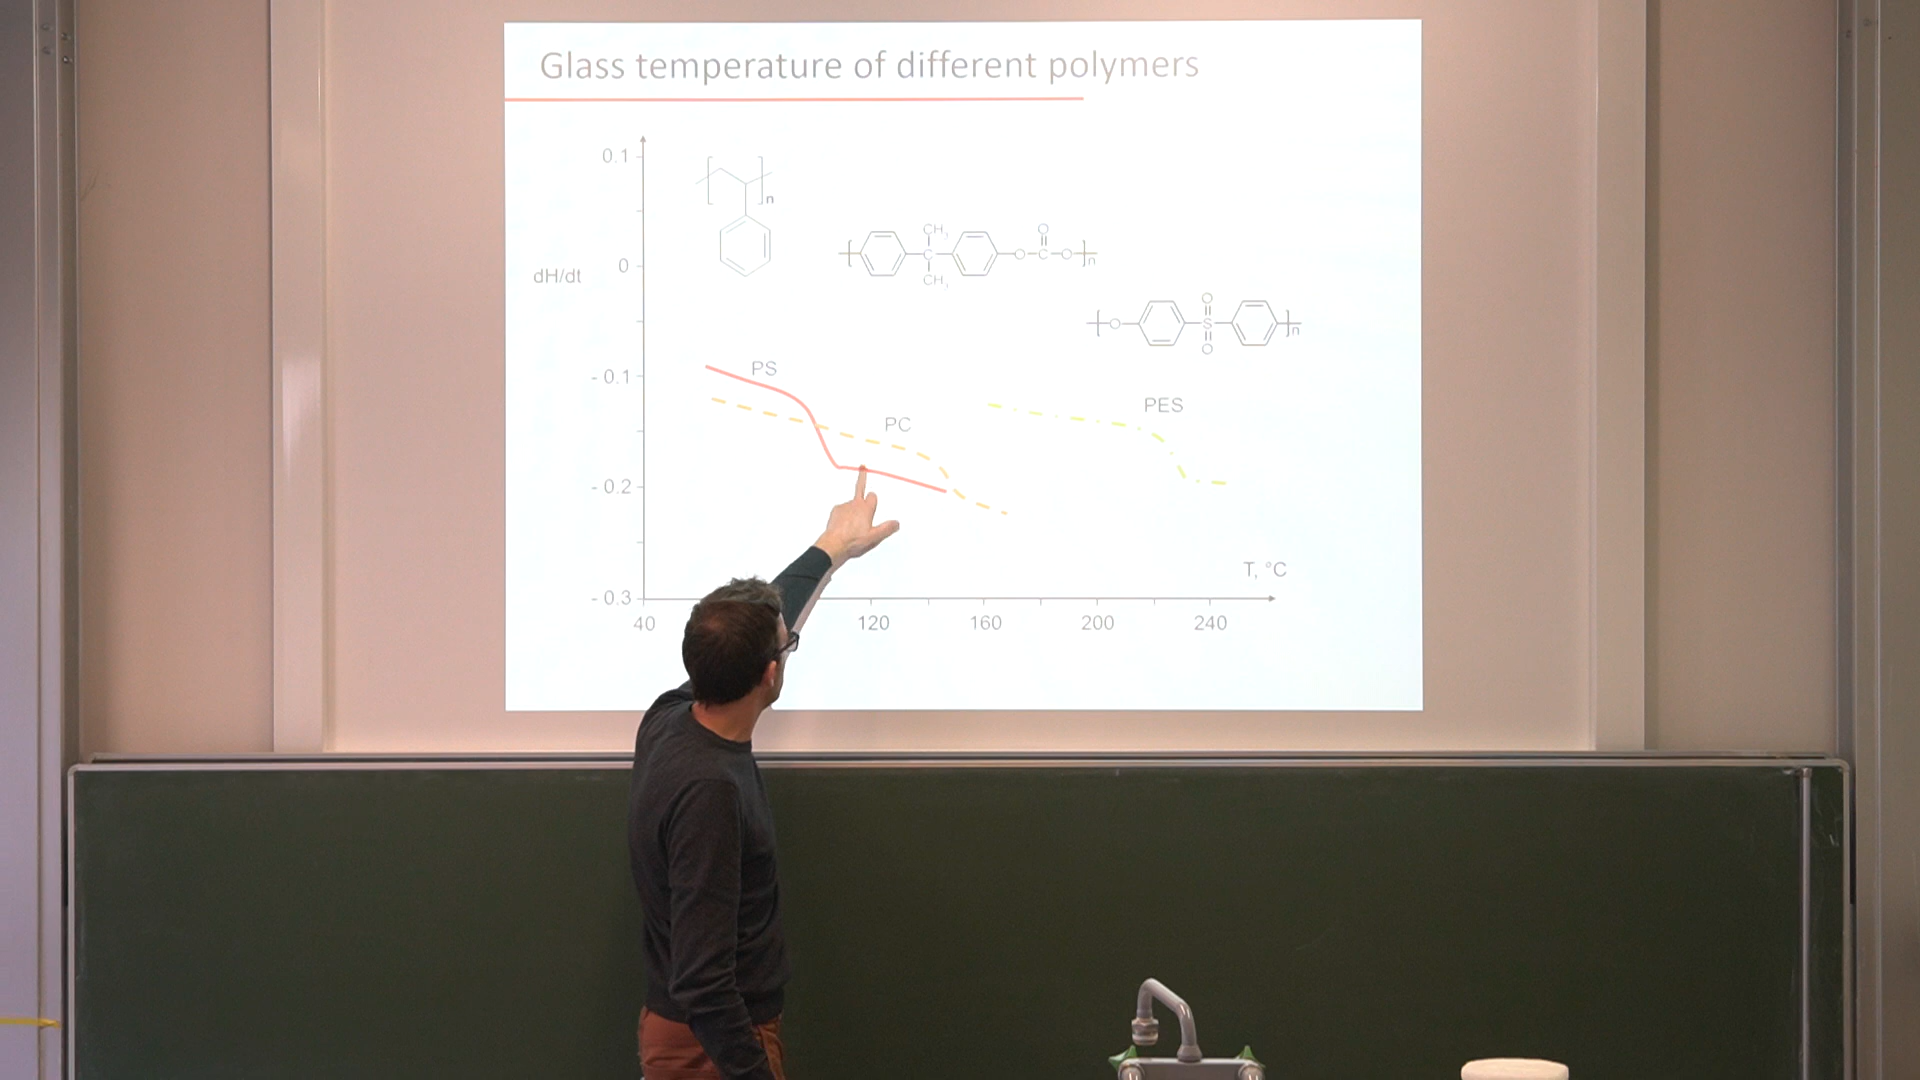 Glass temperature of different polymers
0.1
n
CH3
O
dH/dt
0
C
O
C
O
n
CH3
O
O
S
n
O
PS
- 0.1
PES
PC
- 0.2
T, °C
- 0.3
40
120
160
200
240